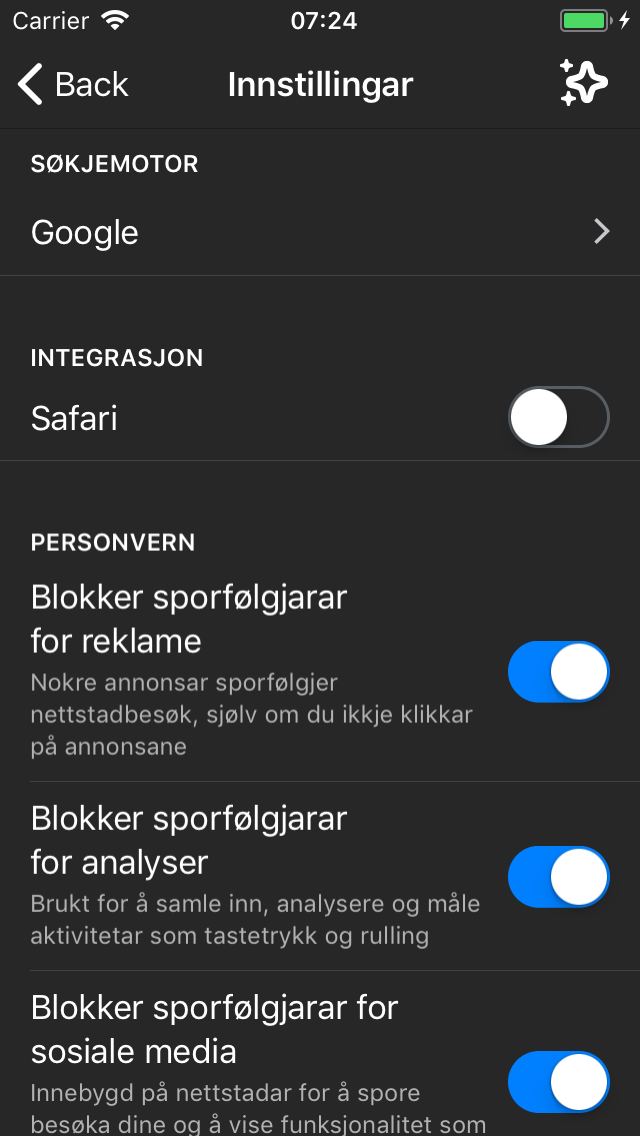 Carrier 07:24
Back Innstillingar
SØKJEMOTOR
Google
INTEGRASJON
Safari
PERSONVERN
Blokker sporfølgjarar
for reklame
Nokre annonsar sporfølgjer
nettstadbesøk, sjølv om du ikkje klikkar
på annonsane
Blokker sporfølgjarar
for analyser
Brukt for å samle inn, analysere og måle
aktivitetar som tastetrykk og rulling
Blokker sporfølgjarar for
sosiale media
Innebygd på nettstadar for å spore
besøka dine og å vise funksjonalitet som